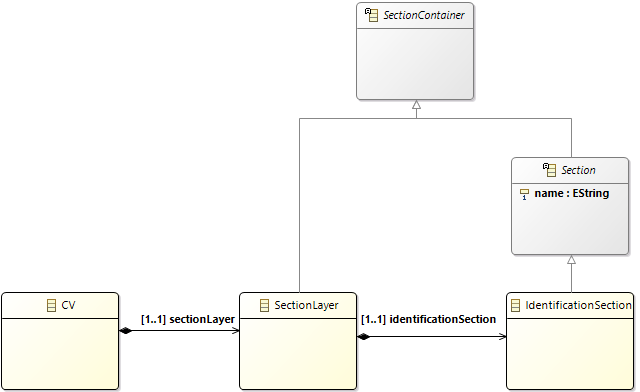 SectionContainer
Section
name : EString
CV
[1..1] sectionLayer
SectionLayer
[1..1] identificationSection
IdentificationSection